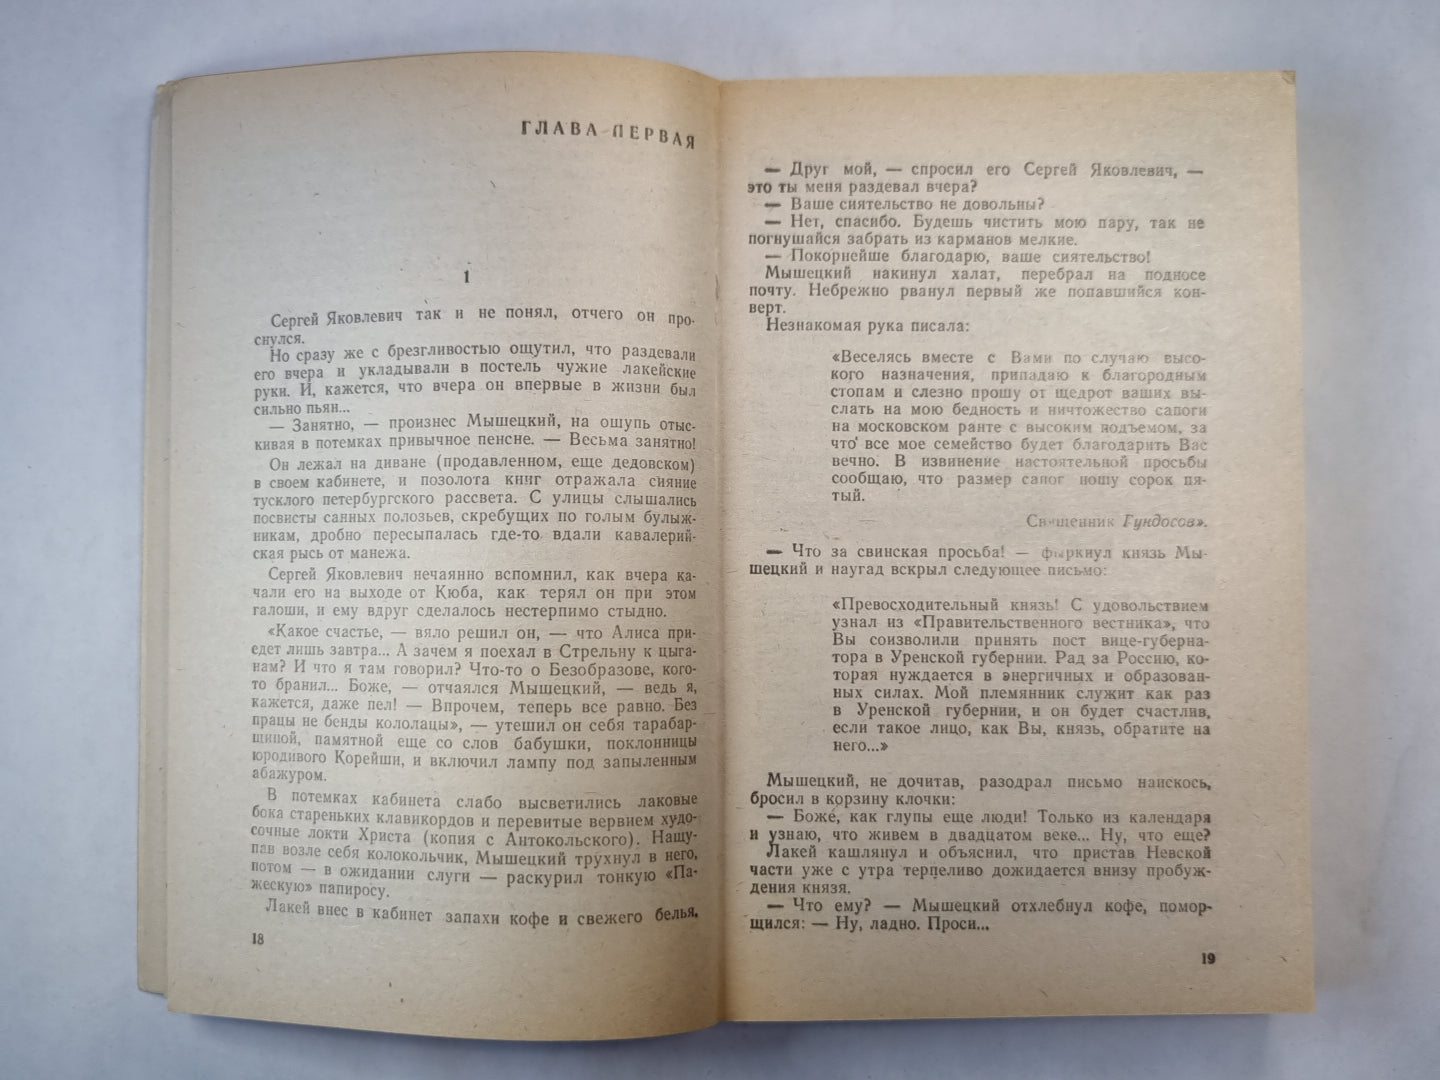 ГЛАВА ПЕРВАЯ
1
Сергей Яковлевич так и не понял, отчего он про-
снулся.
Но сразу же с брезгливостью ощутил, что раздевали
его вчера и укладывали в постель чужие лакейские
руки. И, кажется, что вчера он впервые в жизни был
сильно пьян...
— Занятно, — произнес Мышецкий, на ощупь отыс-
кивая в потемках привычное пенсне. — Весьма занятно!
Он лежал на диване (продавленном, еще дедовском)
в своем кабинете, и позолота книг отражала сияние
тусклого петербургского рассвета. С улицы слышались
посвисты санных полозьев, скребущих по голым булыж-
никам, дробно пересыпалась где-то вдали кавалерий-
ская рысь от манежа.
Сергей Яковлевич нечаянно вспомнил, как вчера ка-
чали его на выходе от Кюба, как терял он при этом
галоши, и ему вдруг сделалось нестерпимо стыдно.
«Какое счастье, — вяло решил он, — что Алиса при-
едет лишь завтра... А зачем я поехал в Стрельну к цыга-
нам? И что я там говорил? Что-то о Безобразове, кого-
то бранил... Боже, — отчаялся Мышецкий, — ведь я,
кажется, даже пел! — Впрочем, теперь все равно. Без
працы не бенды кололацы», — утешил он себя тарабар-
щиной, памятной еще со слов бабушки, поклонницы
юродивого Корейши, и включил лампу под запыленным
абажуром.
В потемках кабинета слабо высветились лаковые
бока стареньких клавикордов и перевитые вервием худо-
сочные локти Христа (копия с Антокольского). Нащу-
пав возле себя колокольчик, Мышецкий трухнул в него,
потом — в ожидании слуги — раскурил тонкую «Па-
жескую» папиросу.
Лакей внес в кабинет запахи кофе и свежего белья.
18
— Друг мой, — спросил его Сергей Яковлевич, —
это ты меня раздевал вчера?
— Ваше сиятельство не довольны?
— Нет, спасибо. Будешь чистить мою пару, так не
погнушайся забрать из карманов мелкие.
— Покорнейше благодарю, ваше сиятельство!
Мышецкий накинул халат, перебрал на подносе
почту. Небрежно рванул первый же попавшийся кон-
верт.
Незнакомая рука писала:
«Веселясь вместе с Вами по случаю высо-
кого назначения, припадаю к благородным
стопам и слезно прошу от щедрот ваших вы-
слать на мою бедность и ничтожество сапоги
на московском ранте с высоким подъемом, за
что все мое семейство будет благодарить Вас
вечно. В извинение настоятельной просьбы
сообщаю, что размер сапог ношу сорок пя-
тый.
Священник Гундосов».
— Что за свинская просьба! — фыркнул князь Мы-
шецкий и наугад вскрыл следующее письмо:
«Превосходительный князь! С удовольствием
узнал из «Правительственного вестника», что
Вы соизволили принять пост вице-губерна-
тора в Уренской губернии. Рад за Россию, ко-
торая нуждается в энергичных и образован-
ных силах. Мой племянник служит как раз
в Уренской губернии, и он будет счастлив,
если такое лицо, как Вы, князь, обратите на
него...»
Мышецкий, не дочитав, разодрал письмо наискось,
бросил в корзину клочки:
— Боже, как глупы еще люди! Только из календаря
и узнаю, что живем в двадцатом веке... Ну, что еще?
Лакей кашлянул и объяснил, что пристав Невской
части уже с утра терпеливо дожидается внизу пробуж-
дения князя.
— Что ему? — Мышецкий отхлебнул кофе, помор-
щился: — Ну, ладно. Проси...
19